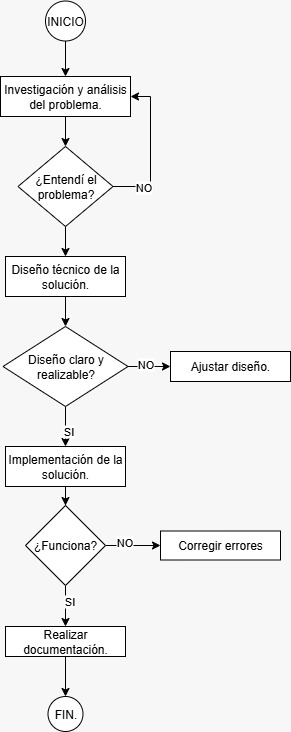 INICIO
Investigación y análisis
del problema.
¿Entendí el
problema?
NO
Diseño técnico de la
solución.
Diseño claro y
realizable?
NO
Ajustar diseño.
SI
Implementación de la
solución.
¿Funciona?
NO
Corregir errores
SI
Realizar
documentación.
FIN.